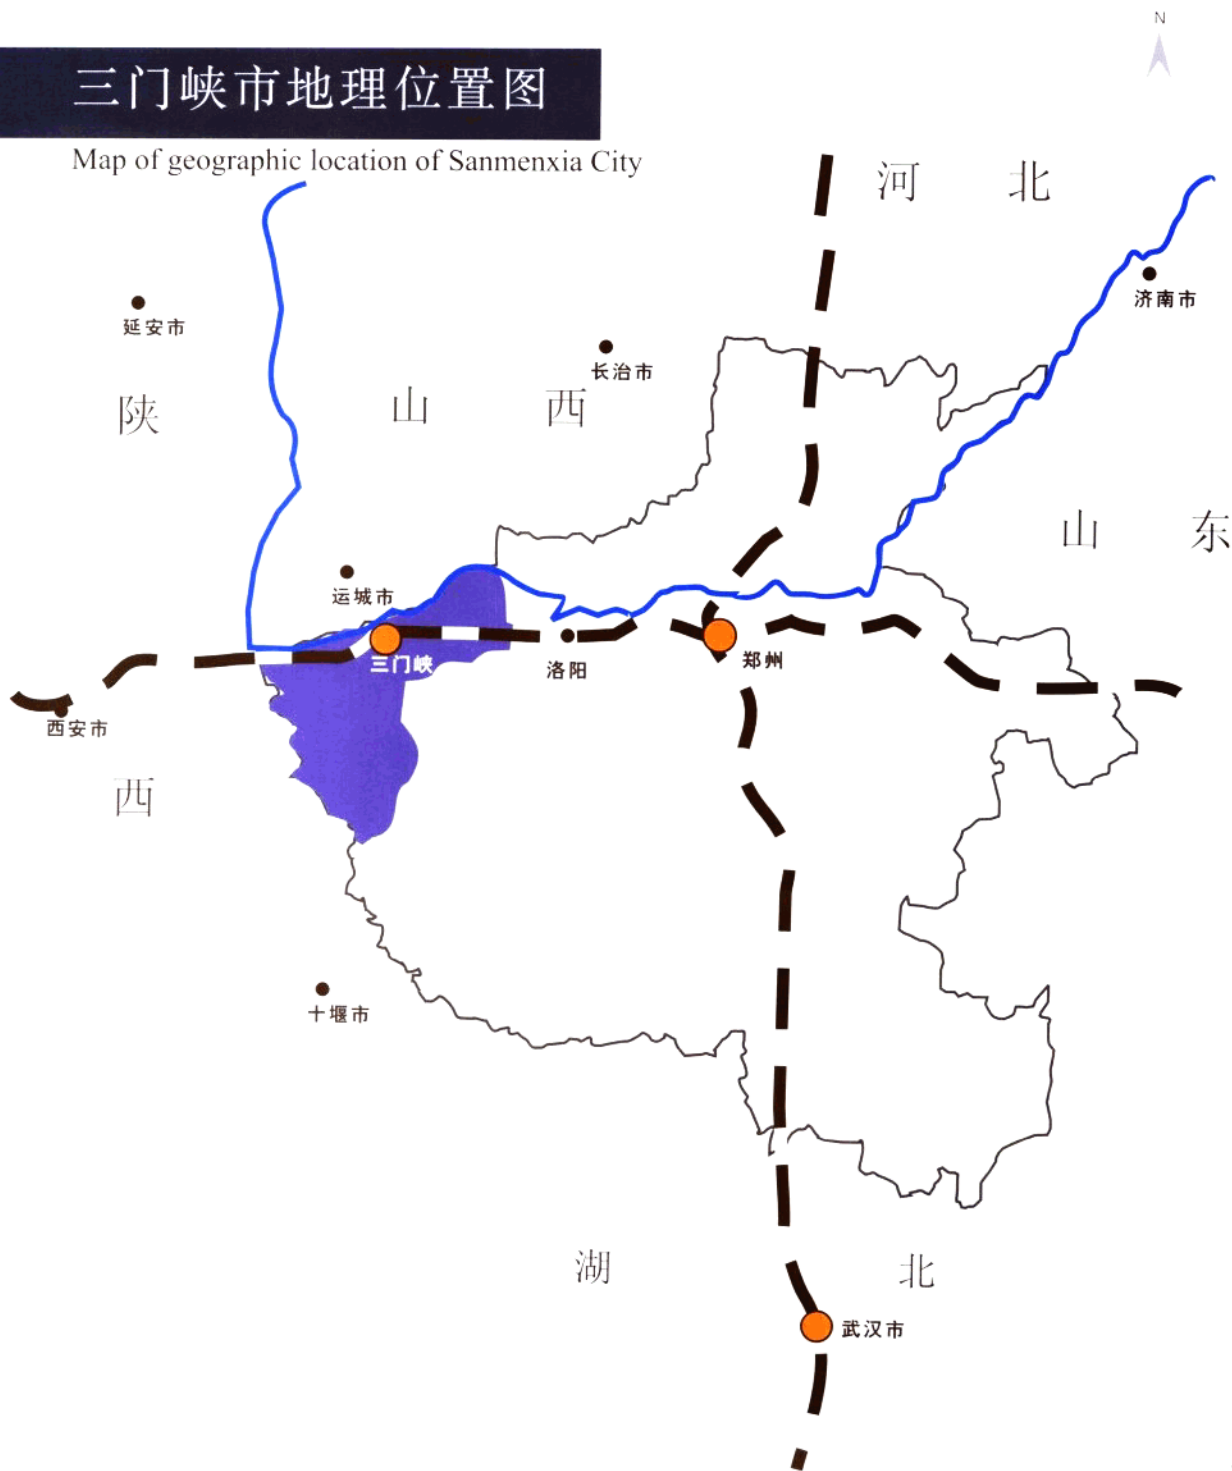 N
三门峡市地理位置图
Map of geographic location of Sanmenxia City
河 北
济南市
延安市
长治市
陕
山 西
山 东
运城市
三门峡
洛阳
郑州
西安市
西
十堰市
湖 北
武汉市